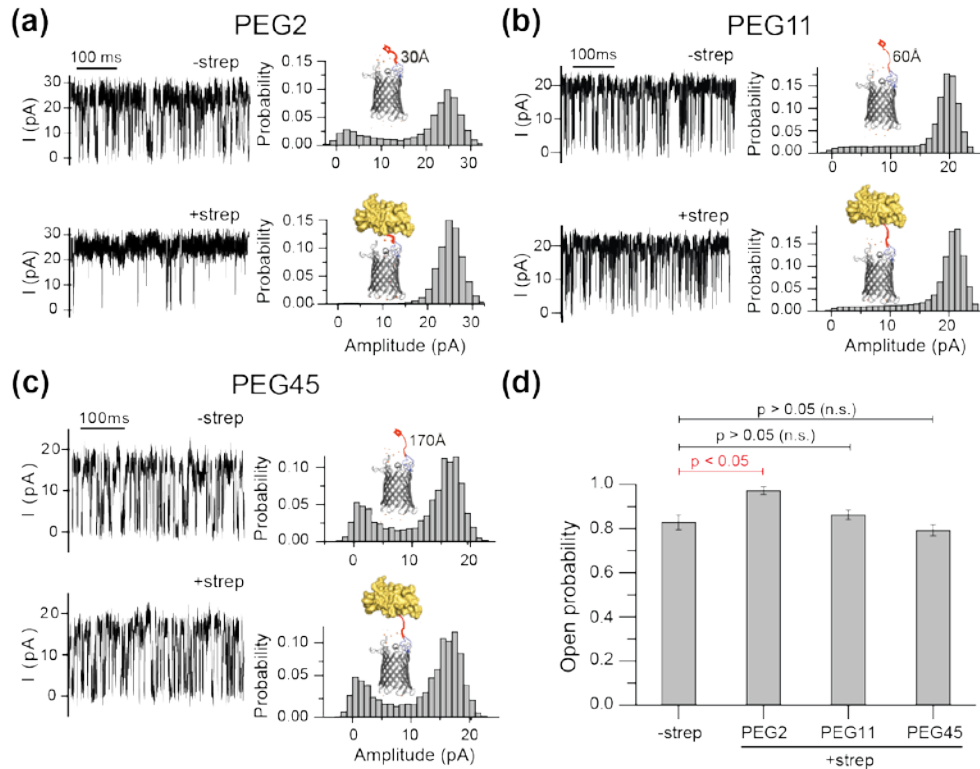 (a) PEG2
100 ms
-strep
I (pA)
30
20
10
0
Probability
0.15
0.10
0.05
0.00
30Å
0 10 20 30
+strep
I (pA)
30
20
10
0
Probability
0.15
0.10
0.05
0.00
0 10 20 30
Amplitude (pA)
(b) PEG11
100ms
-strep
I (pA)
20
10
0
Probability
0.15
0.10
0.05
0.00
60Å
0 10 20
+strep
I (pA)
20
10
0
Probability
0.15
0.10
0.05
0.00
0 10 20
Amplitude (pA)
(c) PEG45
100ms
-strep
I (pA)
20
10
0
Probability
0.10
0.05
0.00
170Å
0 10 20
+strep
I (pA)
20
10
0
Probability
0.10
0.05
0.00
0 10 20
Amplitude (pA)
(d)
p > 0.05 (n.s.)
p > 0.05 (n.s.)
p < 0.05
Open probability
1.0
0.8
0.6
0.4
0.2
0.0
-strep PEG2 PEG11 PEG45
+strep